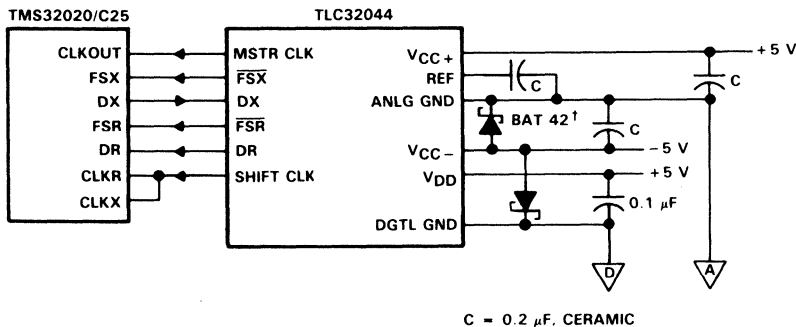 TMS32020/C25
TLC32044
CLKOUT
MSTR CLK
VCC+
+5 V
FSX
FSX
REF
C
C
DX
DX
ANLG GND
FSR
FSR
BAT 42†
C
DR
DR
VCC−
−5 V
CLKR
SHIFT CLK
VDD
+5 V
CLKX
0.1 μF
DGTL GND
D
A
C = 0.2 μF, CERAMIC